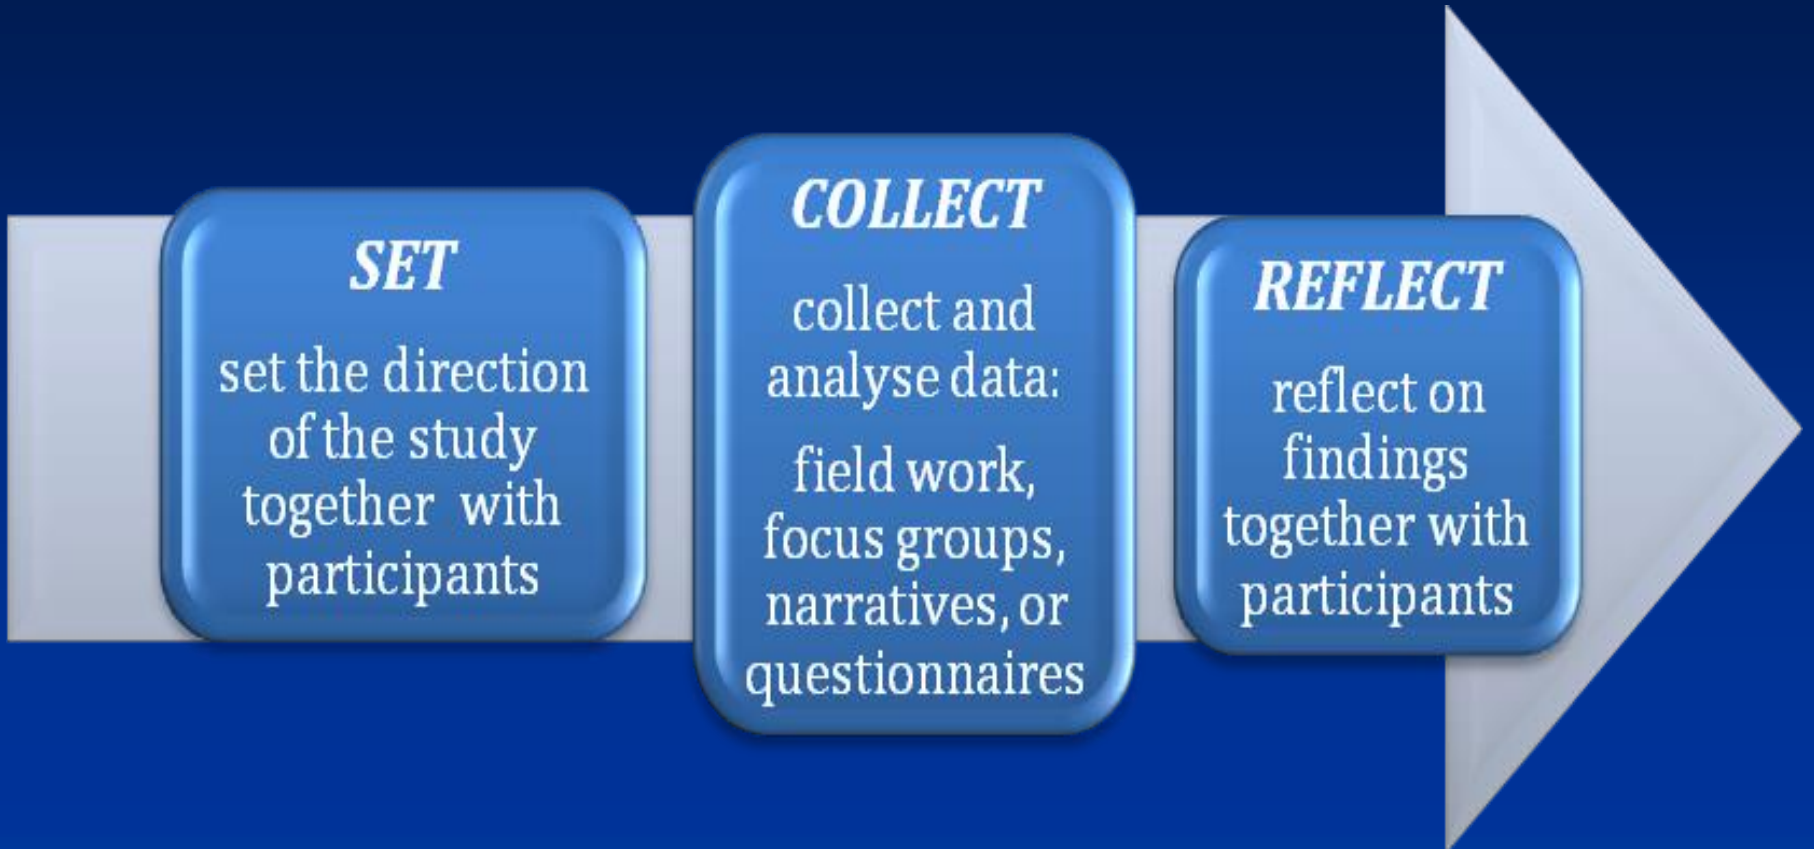 SET
set the direction
of the study
together with
participants
COLLECT
collect and
analyse data:
field work,
focus groups,
narratives, or
questionnaires
REFLECT
reflect on
findings
together with
participants